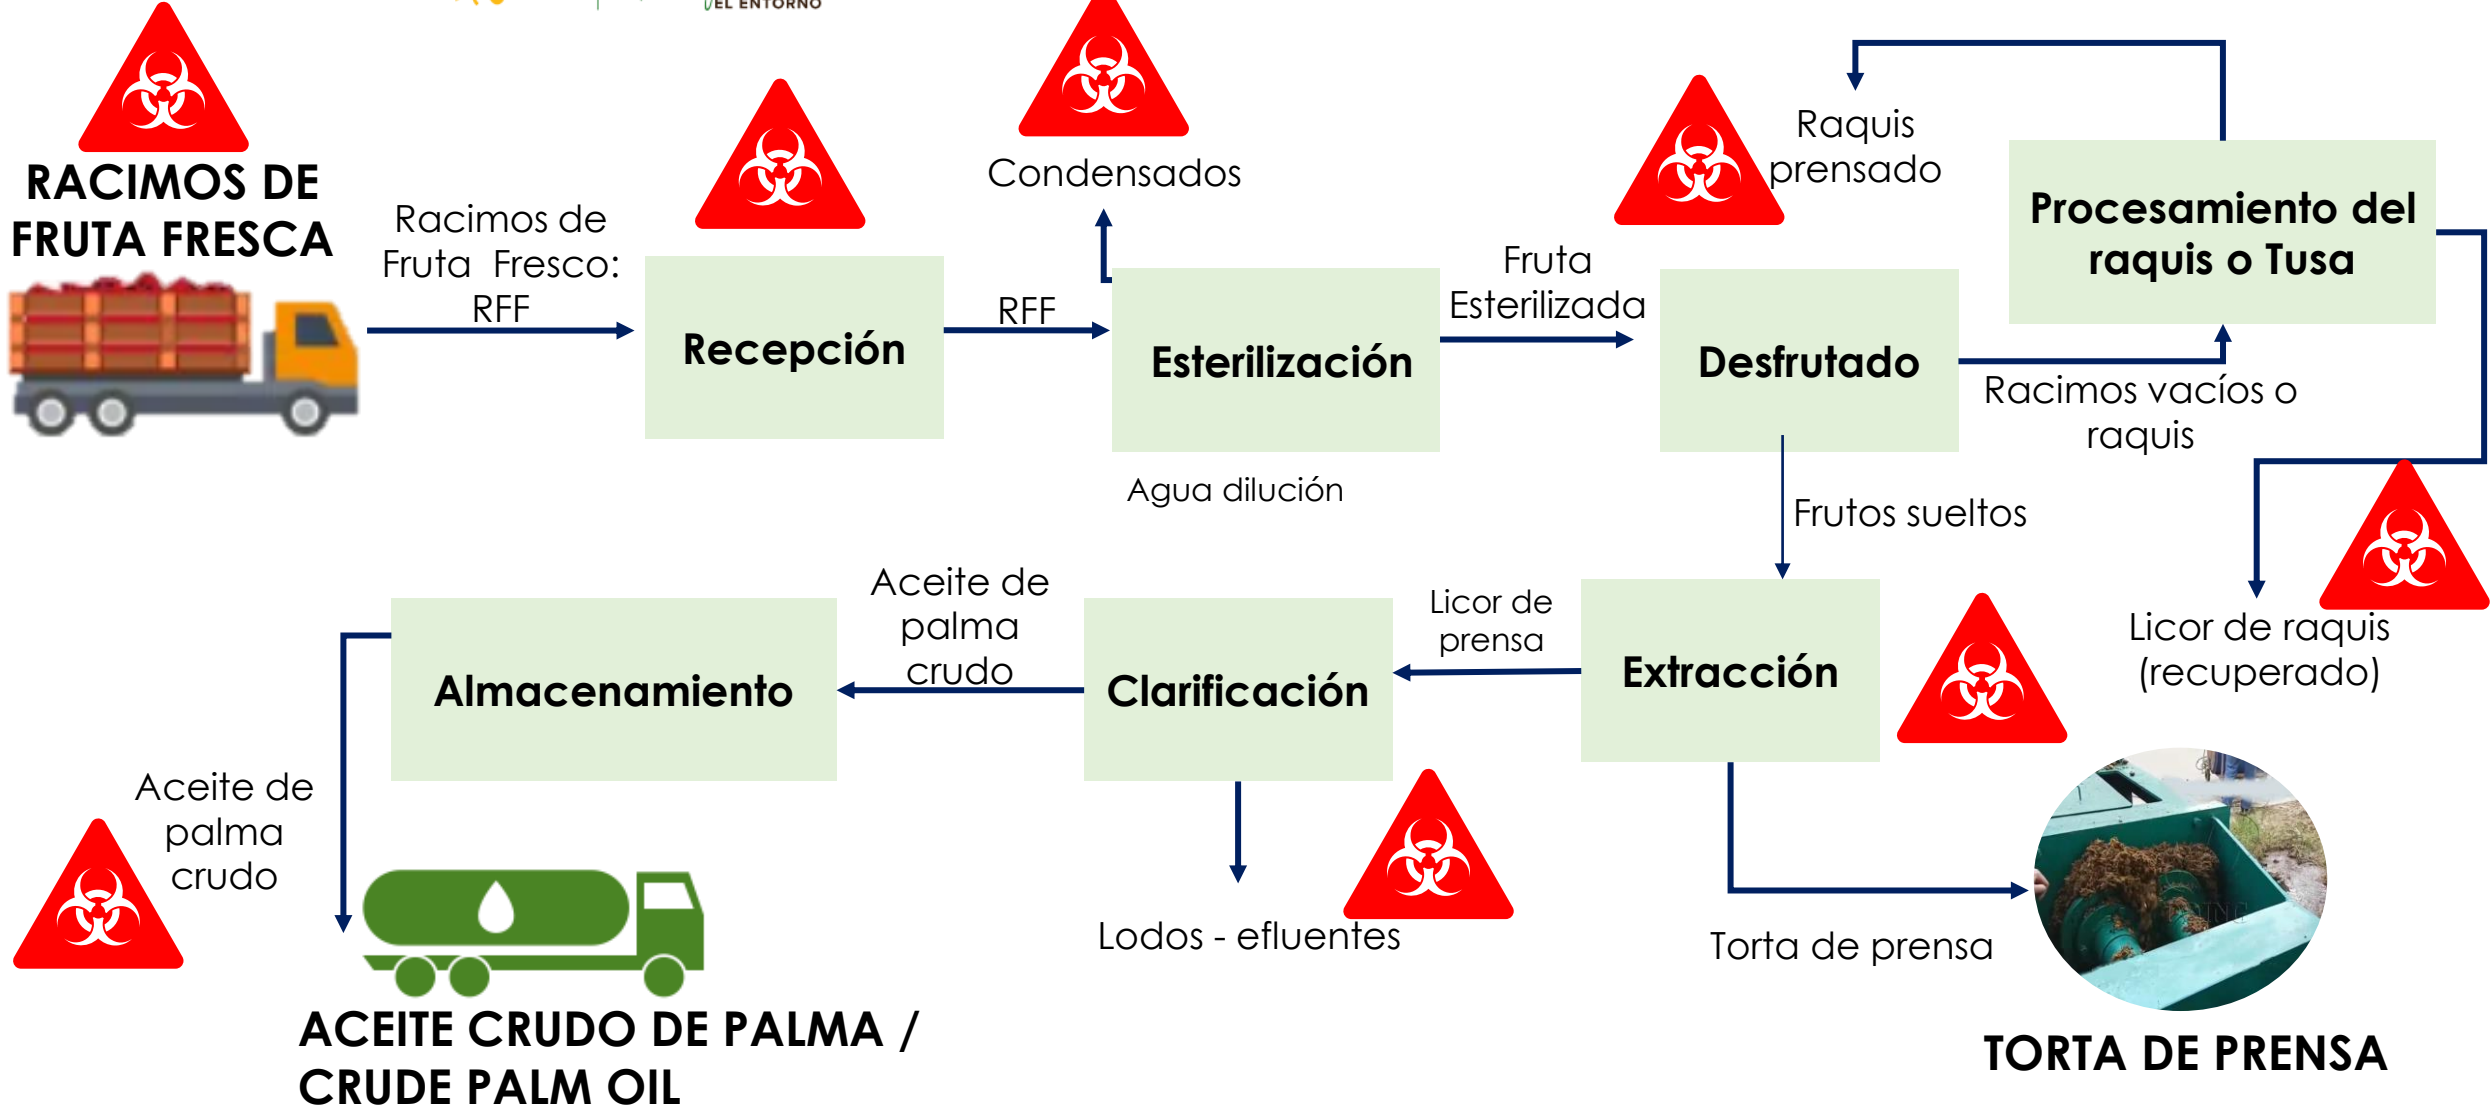 EL ENTORNO
RACIMOS DE
FRUTA FRESCA
Racimos de
Fruta Fresco:
RFF
Recepción
RFF
Condensados
Esterilización
Agua dilución
Fruta
Esterilizada
Desfrutado
Raquis
prensado
Procesamiento del
raquis o Tusa
Racimos vacíos o
raquis
Licor de raquis
(recuperado)
Frutos sueltos
Extracción
Torta de prensa
TORTA DE PRENSA
Licor de
prensa
Clarificación
Lodos - efluentes
Aceite de
palma
crudo
Almacenamiento
Aceite de
palma
crudo
ACEITE CRUDO DE PALMA /
CRUDE PALM OIL